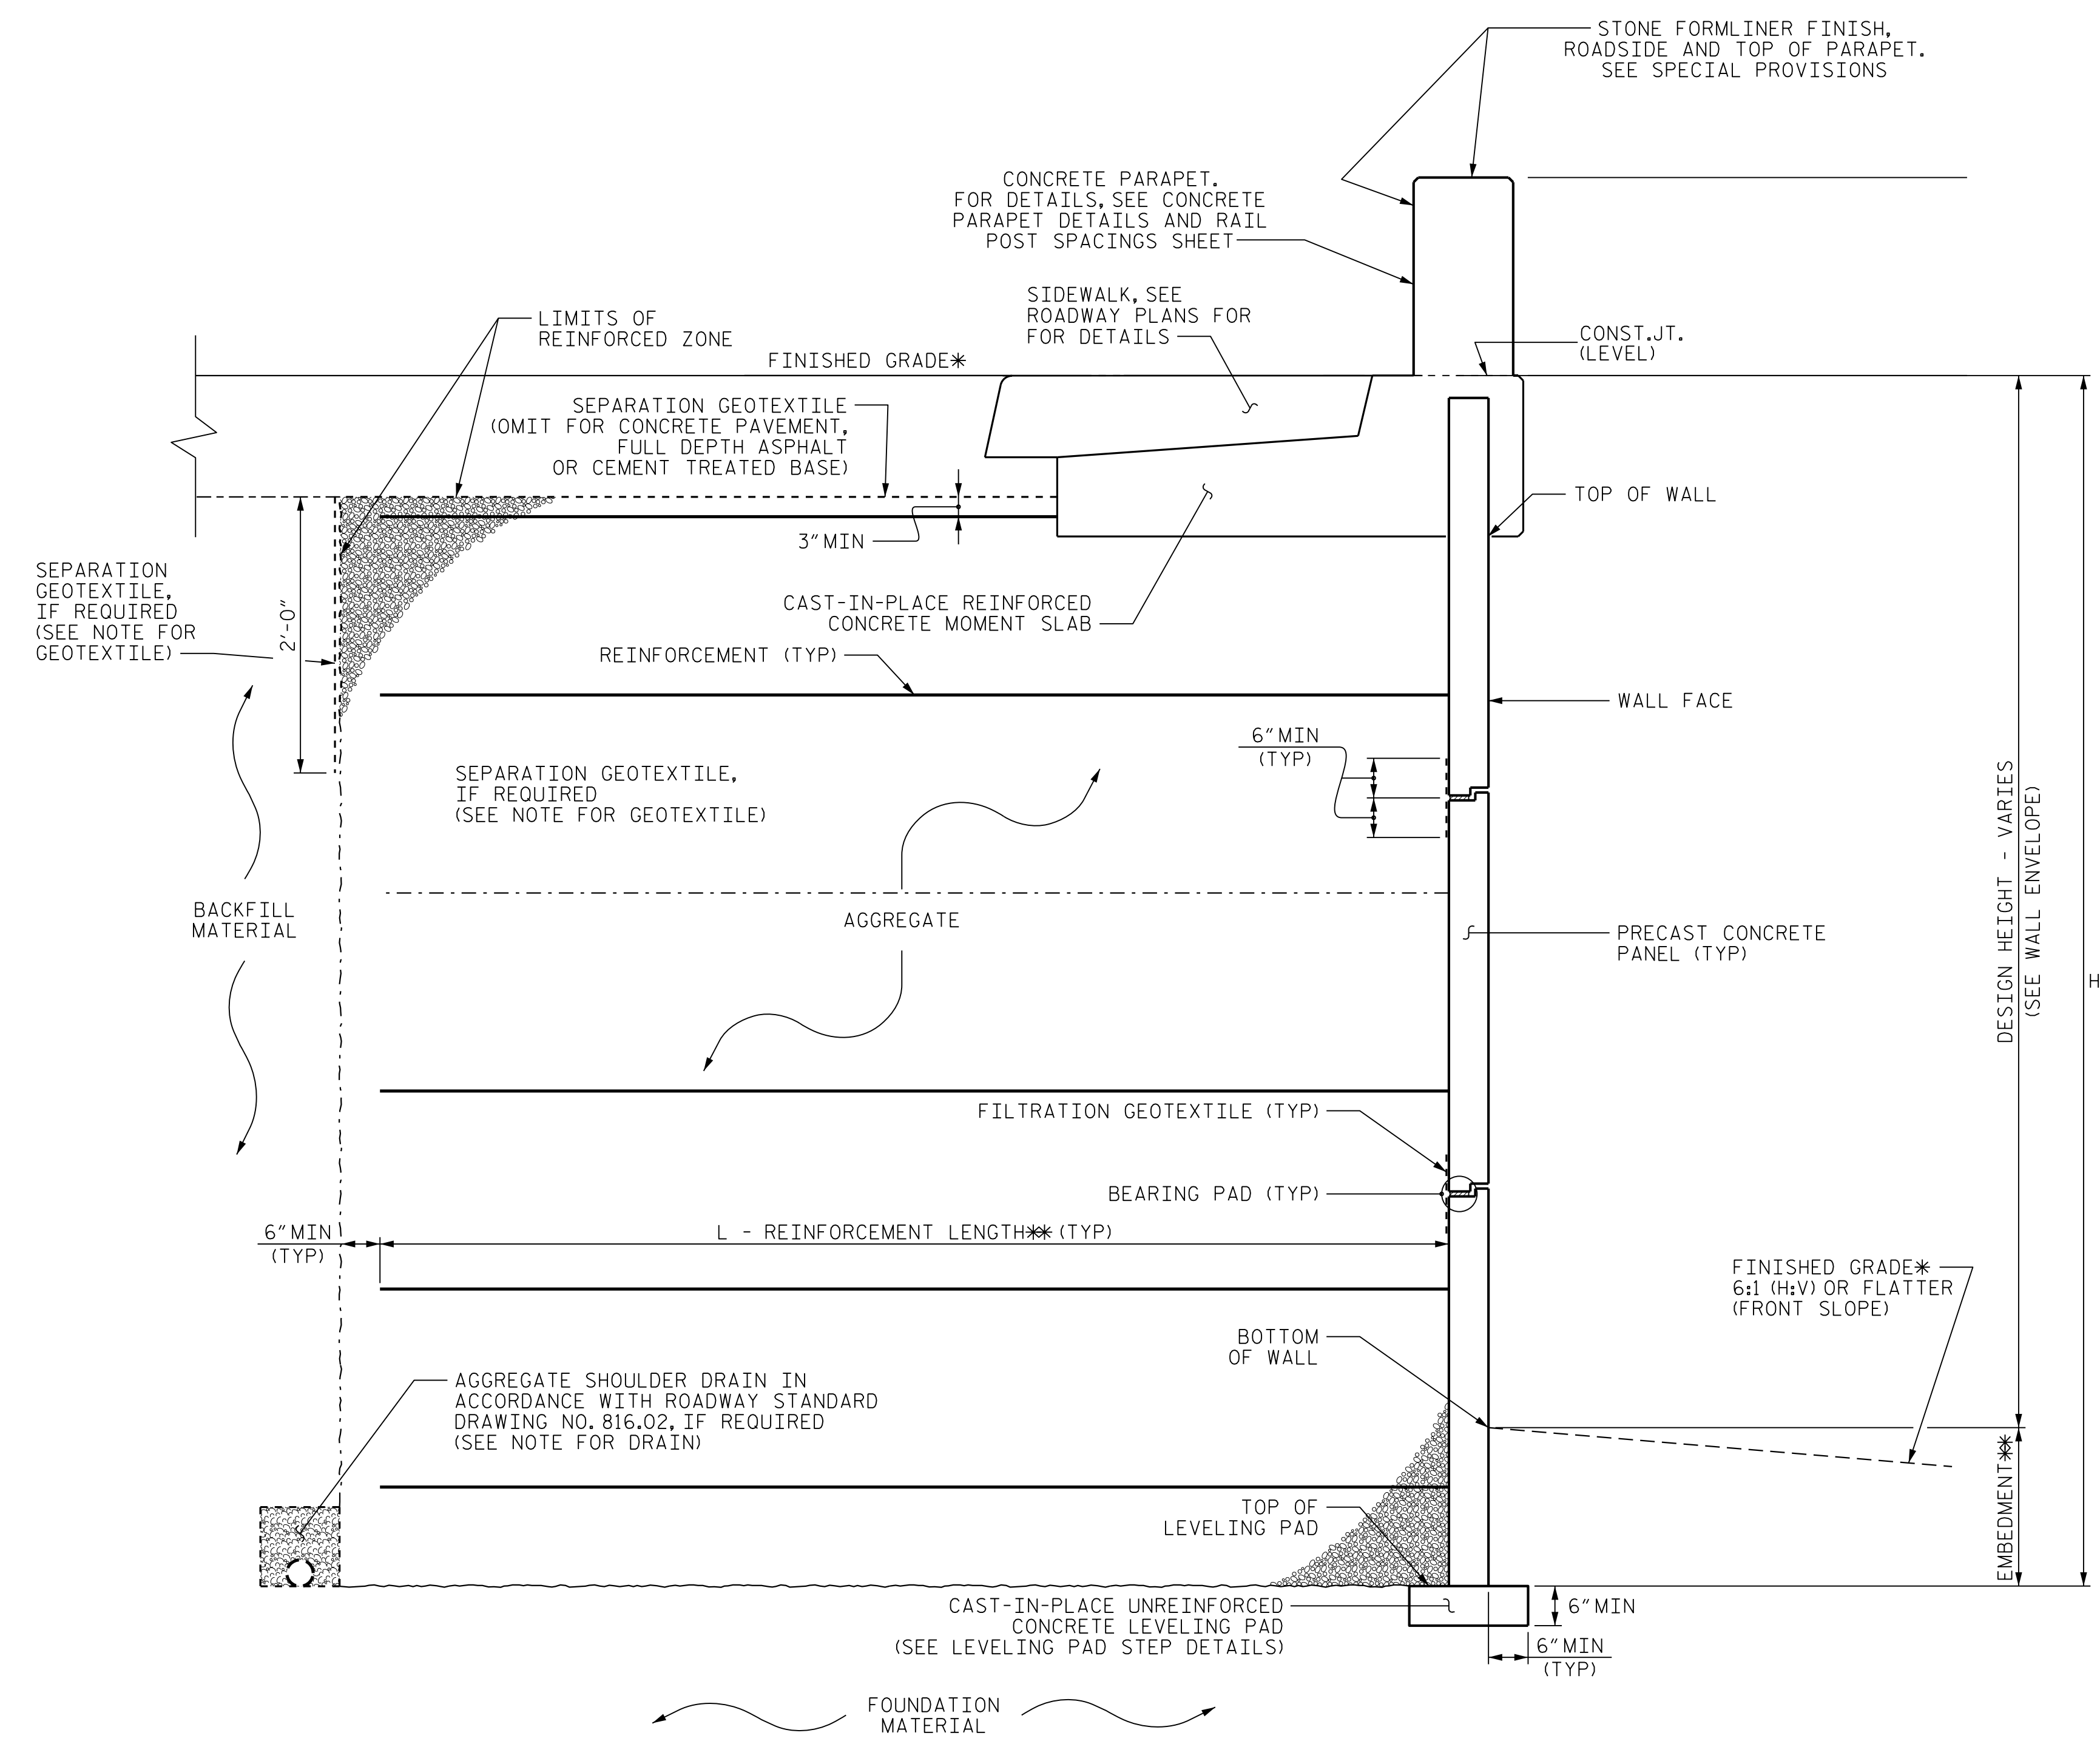 STONE FORMLINER FINISH,
ROADSIDE AND TOP OF PARAPET.
SEE SPECIAL PROVISIONS
CONCRETE PARAPET.
FOR DETAILS, SEE CONCRETE
PARAPET DETAILS AND RAIL
POST SPACINGS SHEET
SIDEWALK, SEE
ROADWAY PLANS FOR
FOR DETAILS
LIMITS OF
REINFORCED ZONE
FINISHED GRADE*
CONST. JT.
(LEVEL)
SEPARATION GEOTEXTILE
(OMIT FOR CONCRETE PAVEMENT,
FULL DEPTH ASPHALT
OR CEMENT TREATED BASE)
TOP OF WALL
3" MIN
SEPARATION
GEOTEXTILE,
IF REQUIRED
(SEE NOTE FOR
GEOTEXTILE)
2'-0"
CAST-IN-PLACE REINFORCED
CONCRETE MOMENT SLAB
REINFORCEMENT (TYP)
WALL FACE
6" MIN
(TYP)
SEPARATION GEOTEXTILE,
IF REQUIRED
(SEE NOTE FOR GEOTEXTILE)
DESIGN HEIGHT - VARIES
(SEE WALL ENVELOPE)
BACKFILL
MATERIAL
AGGREGATE
PRECAST CONCRETE
PANEL (TYP)
H
FILTRATION GEOTEXTILE (TYP)
BEARING PAD (TYP)
6" MIN
(TYP)
L - REINFORCEMENT LENGTH** (TYP)
FINISHED GRADE*
6:1 (H:V) OR FLATTER
(FRONT SLOPE)
BOTTOM
OF WALL
AGGREGATE SHOULDER DRAIN IN
ACCORDANCE WITH ROADWAY STANDARD
DRAWING NO. 816.02, IF REQUIRED
(SEE NOTE FOR DRAIN)
EMBEDMENT**
TOP OF
LEVELING PAD
CAST-IN-PLACE UNREINFORCED
CONCRETE LEVELING PAD
(SEE LEVELING PAD STEP DETAILS)
6" MIN
6" MIN
(TYP)
FOUNDATION
MATERIAL